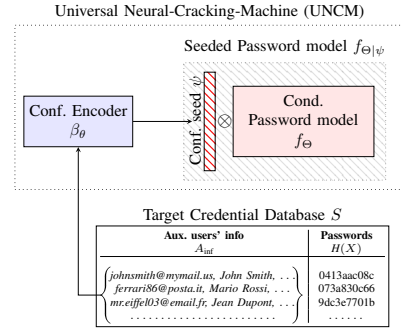 Universal Neural-Cracking-Machine (UNCM)
Seeded Password model f_{Θ|ψ}
Conf. Encoder
β_θ
Conf. seed ψ
⊗
Cond.
Password model
f_Θ
Target Credential Database S
Aux. users' info Passwords
A_{inf} H(X)
johnsmith@mymail.us, John Smith, ... 0413aac08c
ferrari86@posta.it, Mario Rossi, ... 073a830c66
mr.eiffel03@email.fr, Jean Dupont, ... 9dc3e7701b
........................ ......